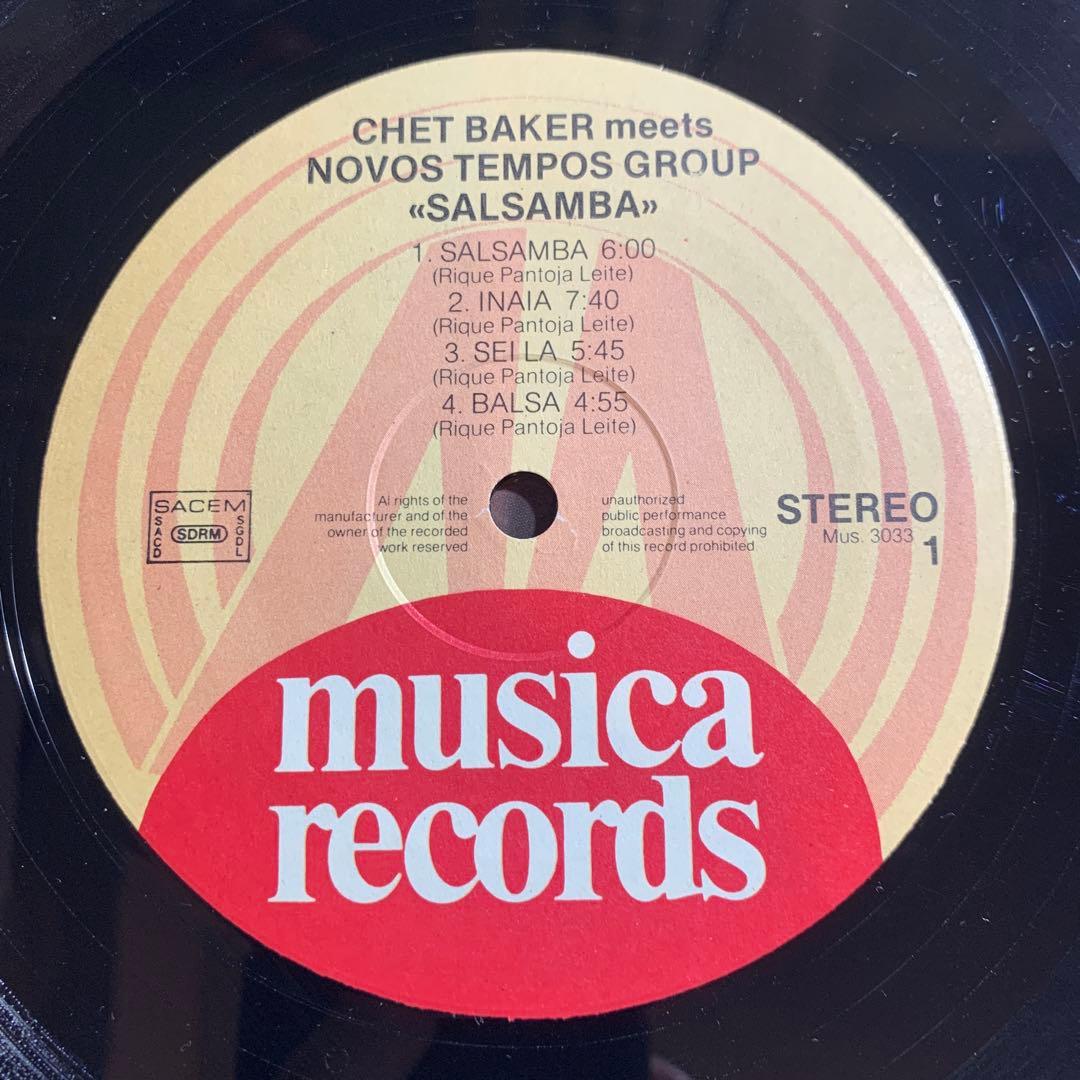 CHET BAKER meets
NOVOS TEMPOS GROUP
«SALSAMBA»
1. SALSAMBA 6:00
(Rique Pantoja Leite)
2. INAIA 7:40
(Rique Pantoja Leite)
3. SEI LA 5:45
(Rique Pantoja Leite)
4. BALSA 4:55
(Rique Pantoja Leite)
SACEM
SACD
SDRM
SGDL
Al rights of the
manufacturer and of the
owner of the recorded
work reserved
unauthorized
public performance
broadcasting and copying
of this record prohibited
STEREO
Mus. 3033
1
musica
records